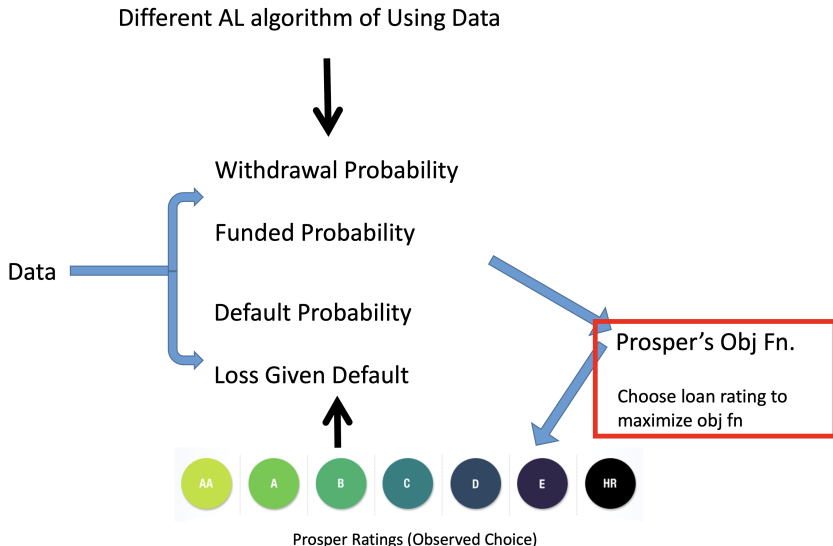 Different AL algorithm of Using Data
Withdrawal Probability
Funded Probability
Data
Default Probability
Loss Given Default
Prosper's Obj Fn.
Choose loan rating to
maximize obj fn
AA A B C D E HR
Prosper Ratings (Observed Choice)